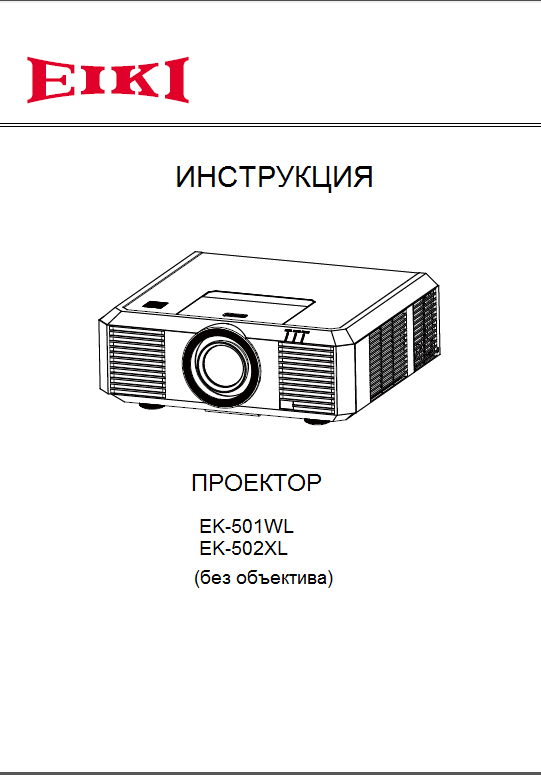 EIKI
ИНСТРУКЦИЯ
ПРОЕКТОР
EK-501WL
EK-502XL
(без объектива)